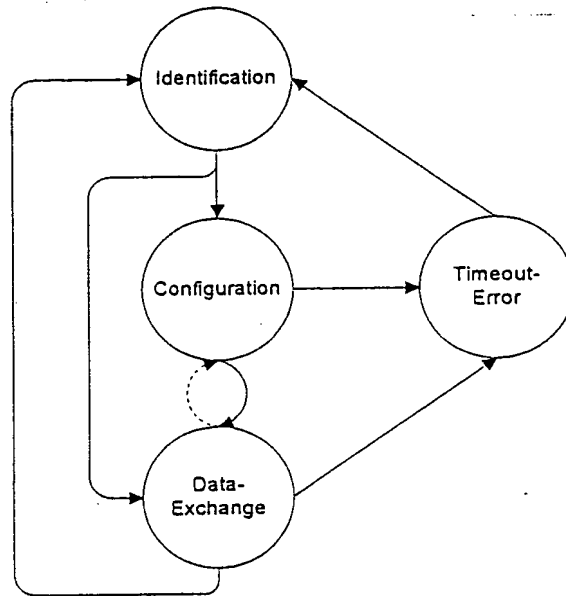 Identification
Configuration
Timeout-
Error
Data-
Exchange